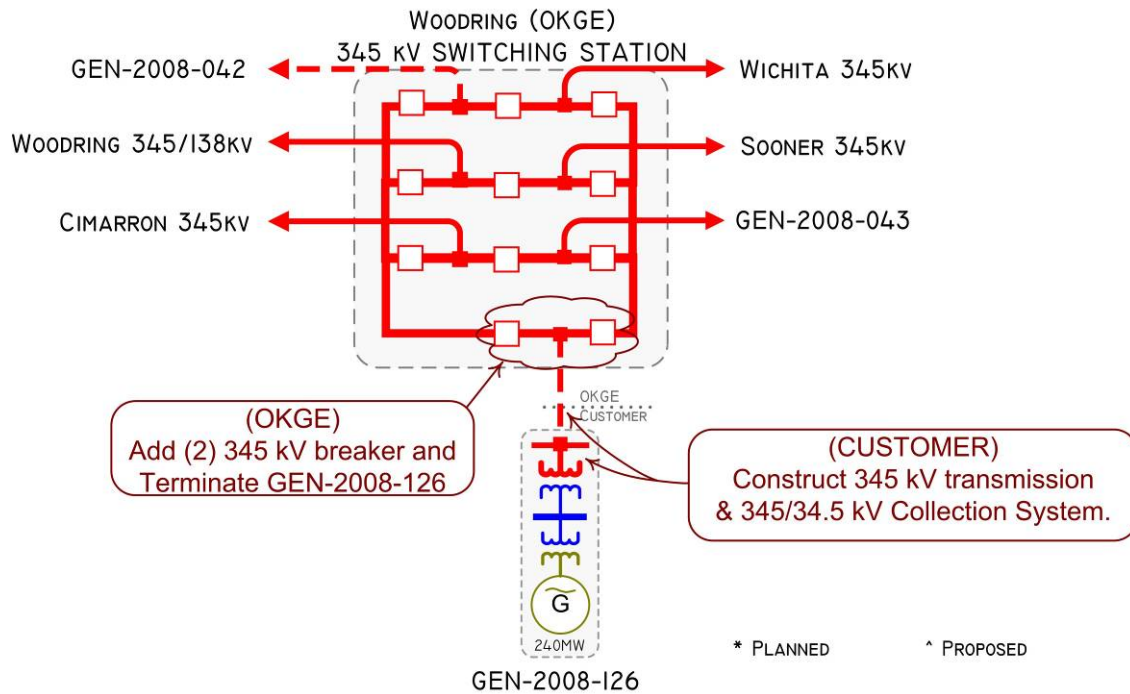 WOODRING (OKGE)
345 KV SWITCHING STATION
GEN-2008-042
WICHITA 345KV
WOODRING 345/138KV
SOONER 345KV
CIMARRON 345KV
GEN-2008-043
OKGE
CUSTOMER
(OKGE)
Add (2) 345 kV breaker and
Terminate GEN-2008-126
(CUSTOMER)
Construct 345 kV transmission
& 345/34.5 kV Collection System.
G
240MW
* PLANNED
^ PROPOSED
GEN-2008-126